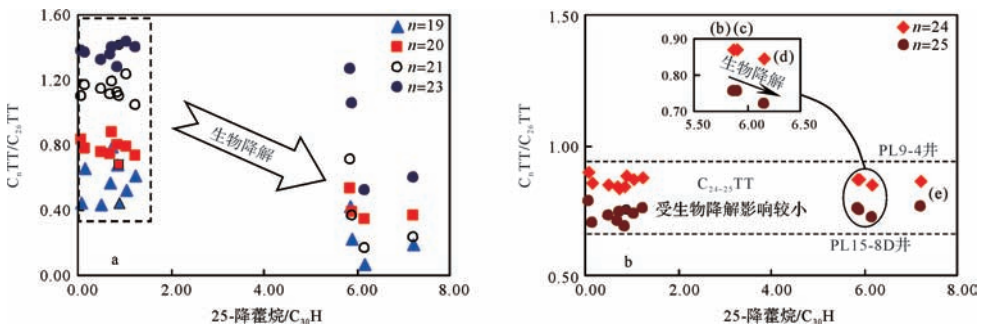 1.60
1.20
0.80
0.40
0.00
CₙTT/C₂₆TT
n=19
n=20
n=21
n=23
生物降解
a
0.00 2.00 4.00 6.00 8.00
25-降藿烷/C₃₀H
1.50
1.00
0.50
CₙTT/C₂₆TT
n=24
n=25
(b) (c)
(d)
0.90
0.80
0.70
生物降解
5.50 6.00 6.50
PL9-4井
C₂₄₋₂₅TT
(e)
受生物降解影响较小
PL15-8D井
b
0.00 2.00 4.00 6.00 8.00
25-降藿烷/C₃₀H